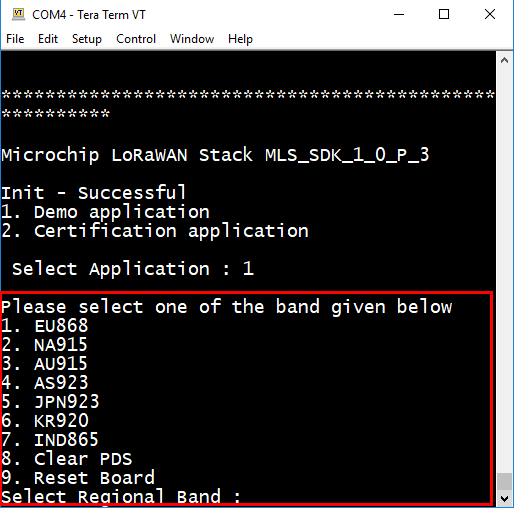 COM4 - Tera Term VT
File Edit Setup Control Window Help
*********************************************
**********
Microchip LoRaWAN Stack MLS_SDK_1_0_P_3
Init - Successful
1. Demo application
2. Certification application
Select Application : 1
Please select one of the band given below
1. EU868
2. NA915
3. AU915
4. AS923
5. JPN923
6. KR920
7. IND865
8. Clear PDS
9. Reset Board
Select Regional Band :